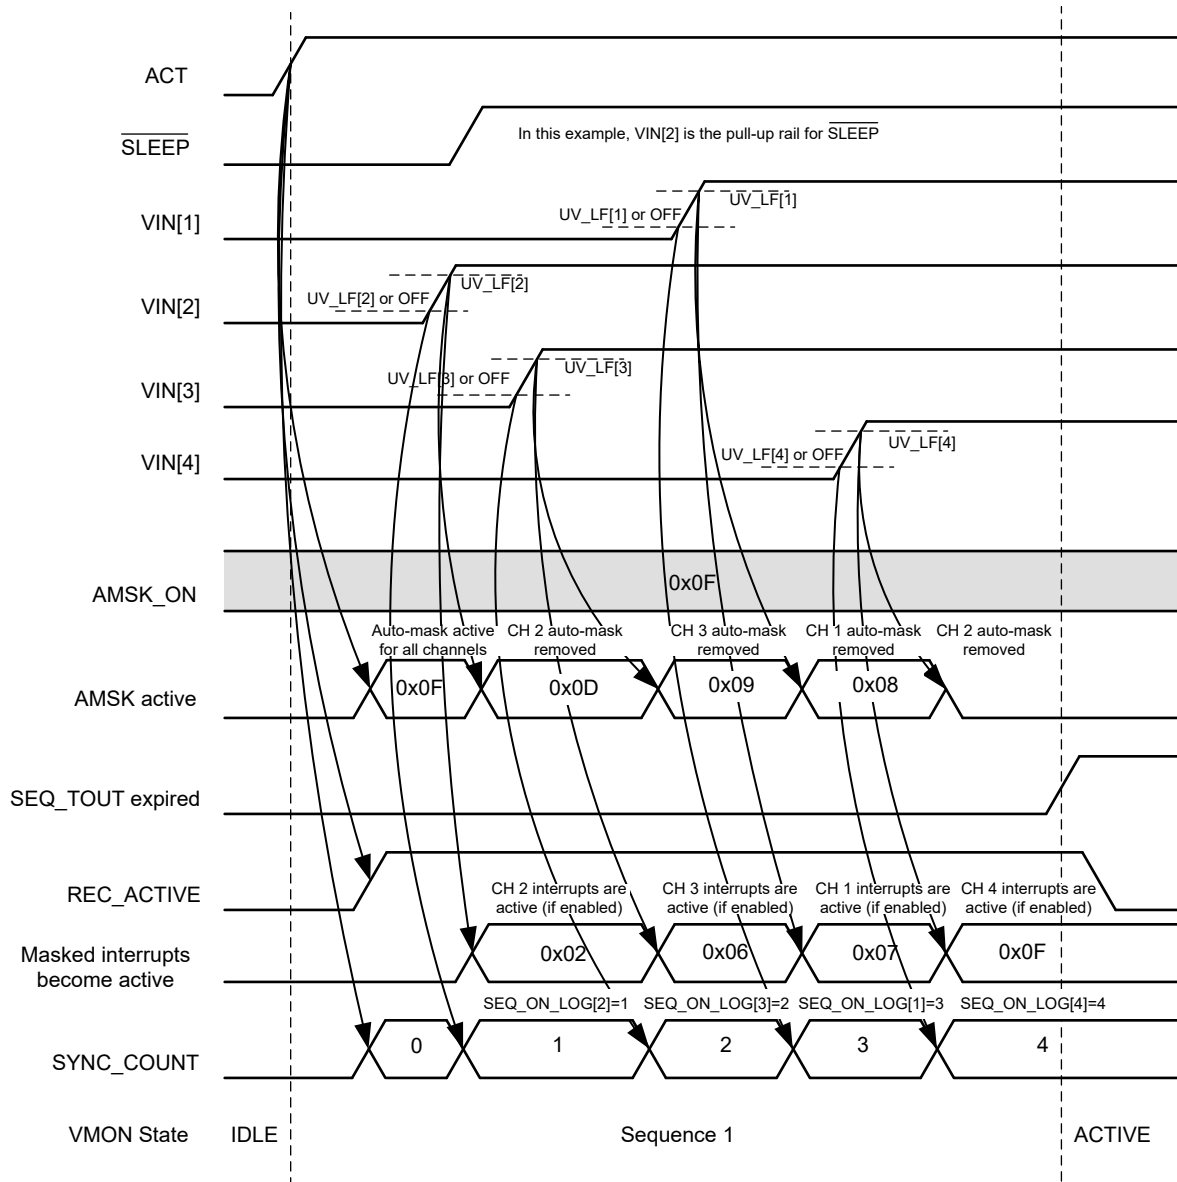 ACT
SLEEP
In this example, VIN[2] is the pull-up rail for SLEEP
VIN[1]
UV_LF[1] or OFF
UV_LF[1]
VIN[2]
UV_LF[2] or OFF
UV_LF[2]
VIN[3]
UV_LF[3] or OFF
UV_LF[3]
VIN[4]
UV_LF[4] or OFF
UV_LF[4]
AMSK_ON
0x0F
Auto-mask active
for all channels
CH 2 auto-mask
removed
CH 3 auto-mask
removed
CH 1 auto-mask
removed
CH 2 auto-mask
removed
AMSK active
0x0F
0x0D
0x09
0x08
SEQ_TOUT expired
REC_ACTIVE
CH 2 interrupts are
active (if enabled)
CH 3 interrupts are
active (if enabled)
CH 1 interrupts are
active (if enabled)
CH 4 interrupts are
active (if enabled)
Masked interrupts
become active
0x02
0x06
0x07
0x0F
SEQ_ON_LOG[2]=1
SEQ_ON_LOG[3]=2
SEQ_ON_LOG[1]=3
SEQ_ON_LOG[4]=4
SYNC_COUNT
0
1
2
3
4
VMON State
IDLE
Sequence 1
ACTIVE